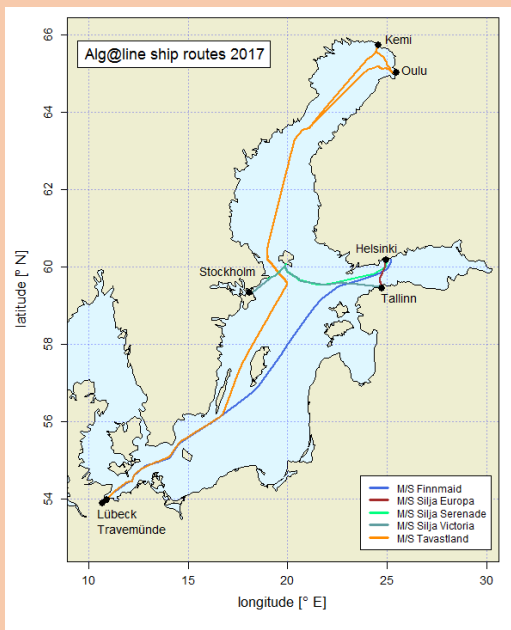 Alg@line ship routes 2017
Kemi
Oulu
Helsinki
Stockholm
Tallinn
Lübeck
Travemünde
M/S Finnmaid
M/S Silja Europa
M/S Silja Serenade
M/S Silja Victoria
M/S Tavastland
latitude [° N]
66
64
62
60
58
56
54
10
15
20
25
30
longitude [° E]